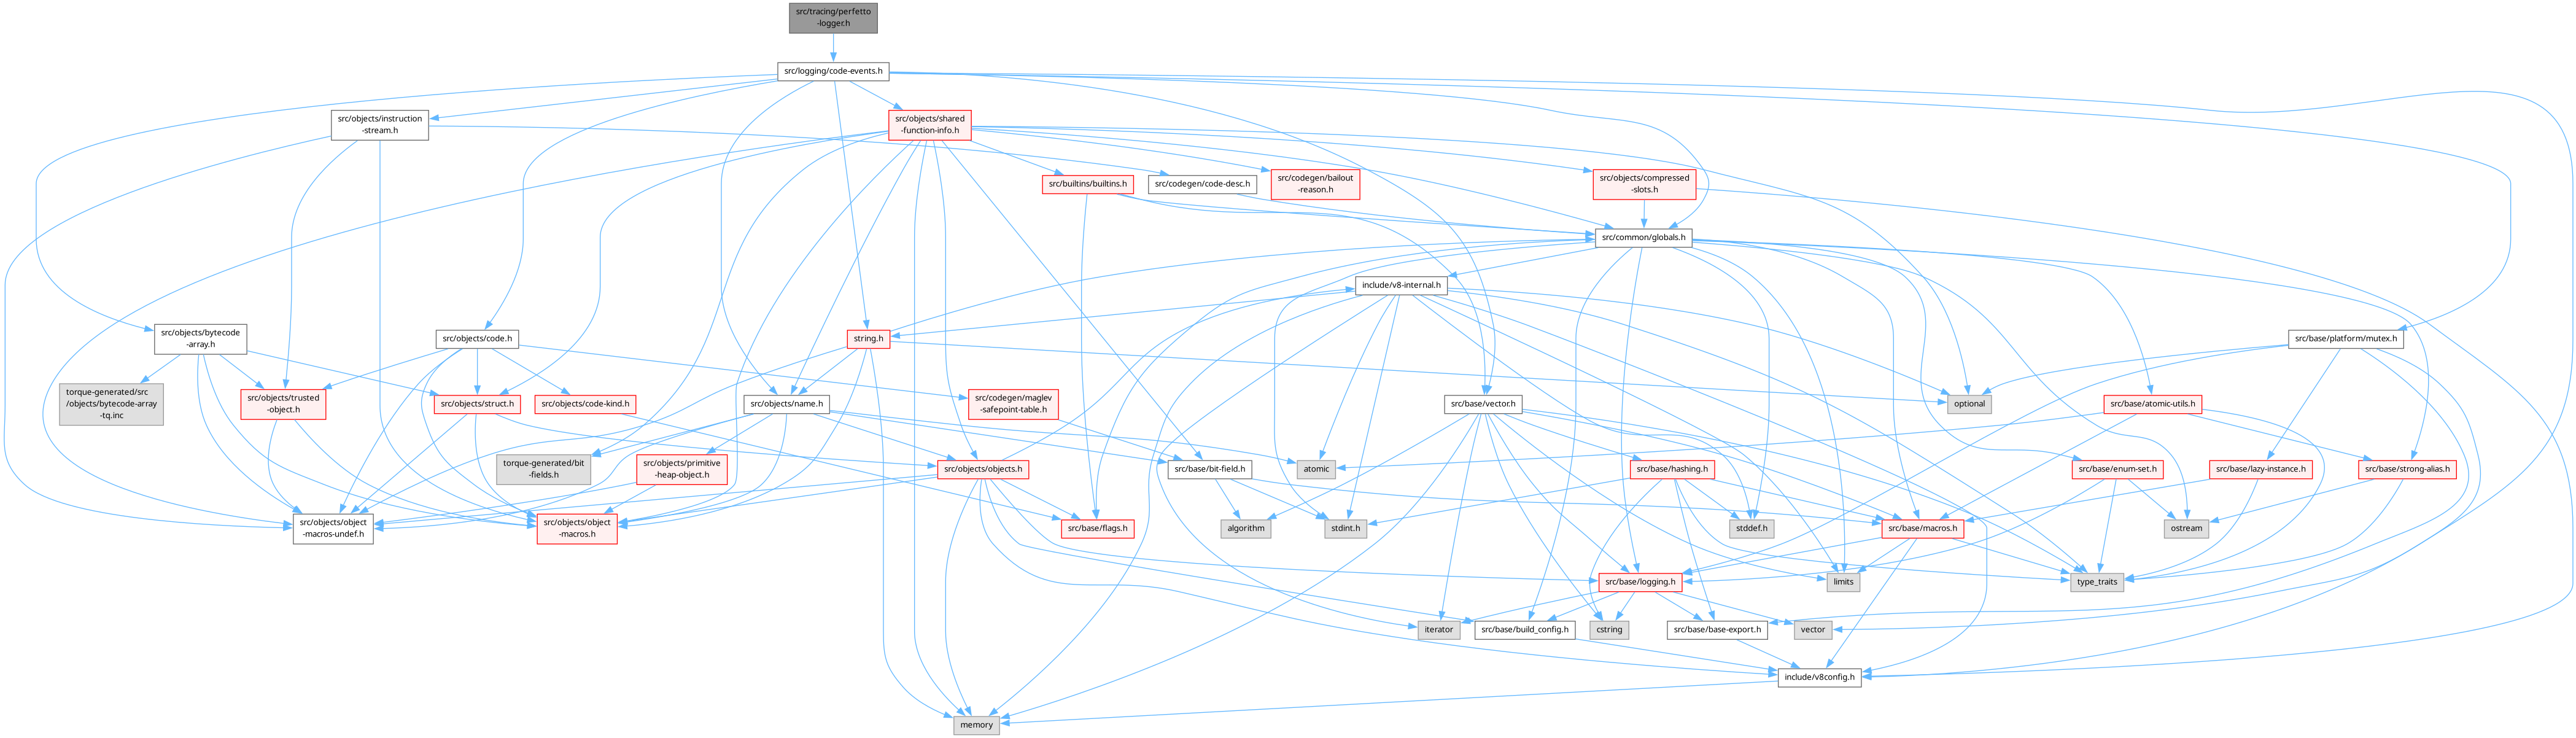 src/tracing/perfetto
-logger.h
src/logging/code-events.h
src/objects/instruction
-stream.h
src/objects/shared
-function-info.h
src/builtins/builtins.h
src/codegen/code-desc.h
src/codegen/bailout
-reason.h
src/objects/compressed
-slots.h
src/common/globals.h
include/v8-internal.h
src/objects/bytecode
-array.h
src/objects/code.h
string.h
src/base/platform/mutex.h
torque-generated/src
/objects/bytecode-array
-tq.inc
src/objects/trusted
-object.h
src/objects/struct.h
src/objects/code-kind.h
src/objects/name.h
src/codegen/maglev
-safepoint-table.h
src/base/vector.h
optional
src/base/atomic-utils.h
torque-generated/bit
-fields.h
src/objects/primitive
-heap-object.h
src/objects/objects.h
src/base/bit-field.h
atomic
src/base/hashing.h
src/base/enum-set.h
src/base/lazy-instance.h
src/base/strong-alias.h
src/objects/object
-macros-undef.h
src/objects/object
-macros.h
src/base/flags.h
algorithm
stdint.h
stddef.h
src/base/macros.h
ostream
src/base/logging.h
limits
type_traits
iterator
src/base/build_config.h
cstring
src/base/base-export.h
vector
include/v8config.h
memory